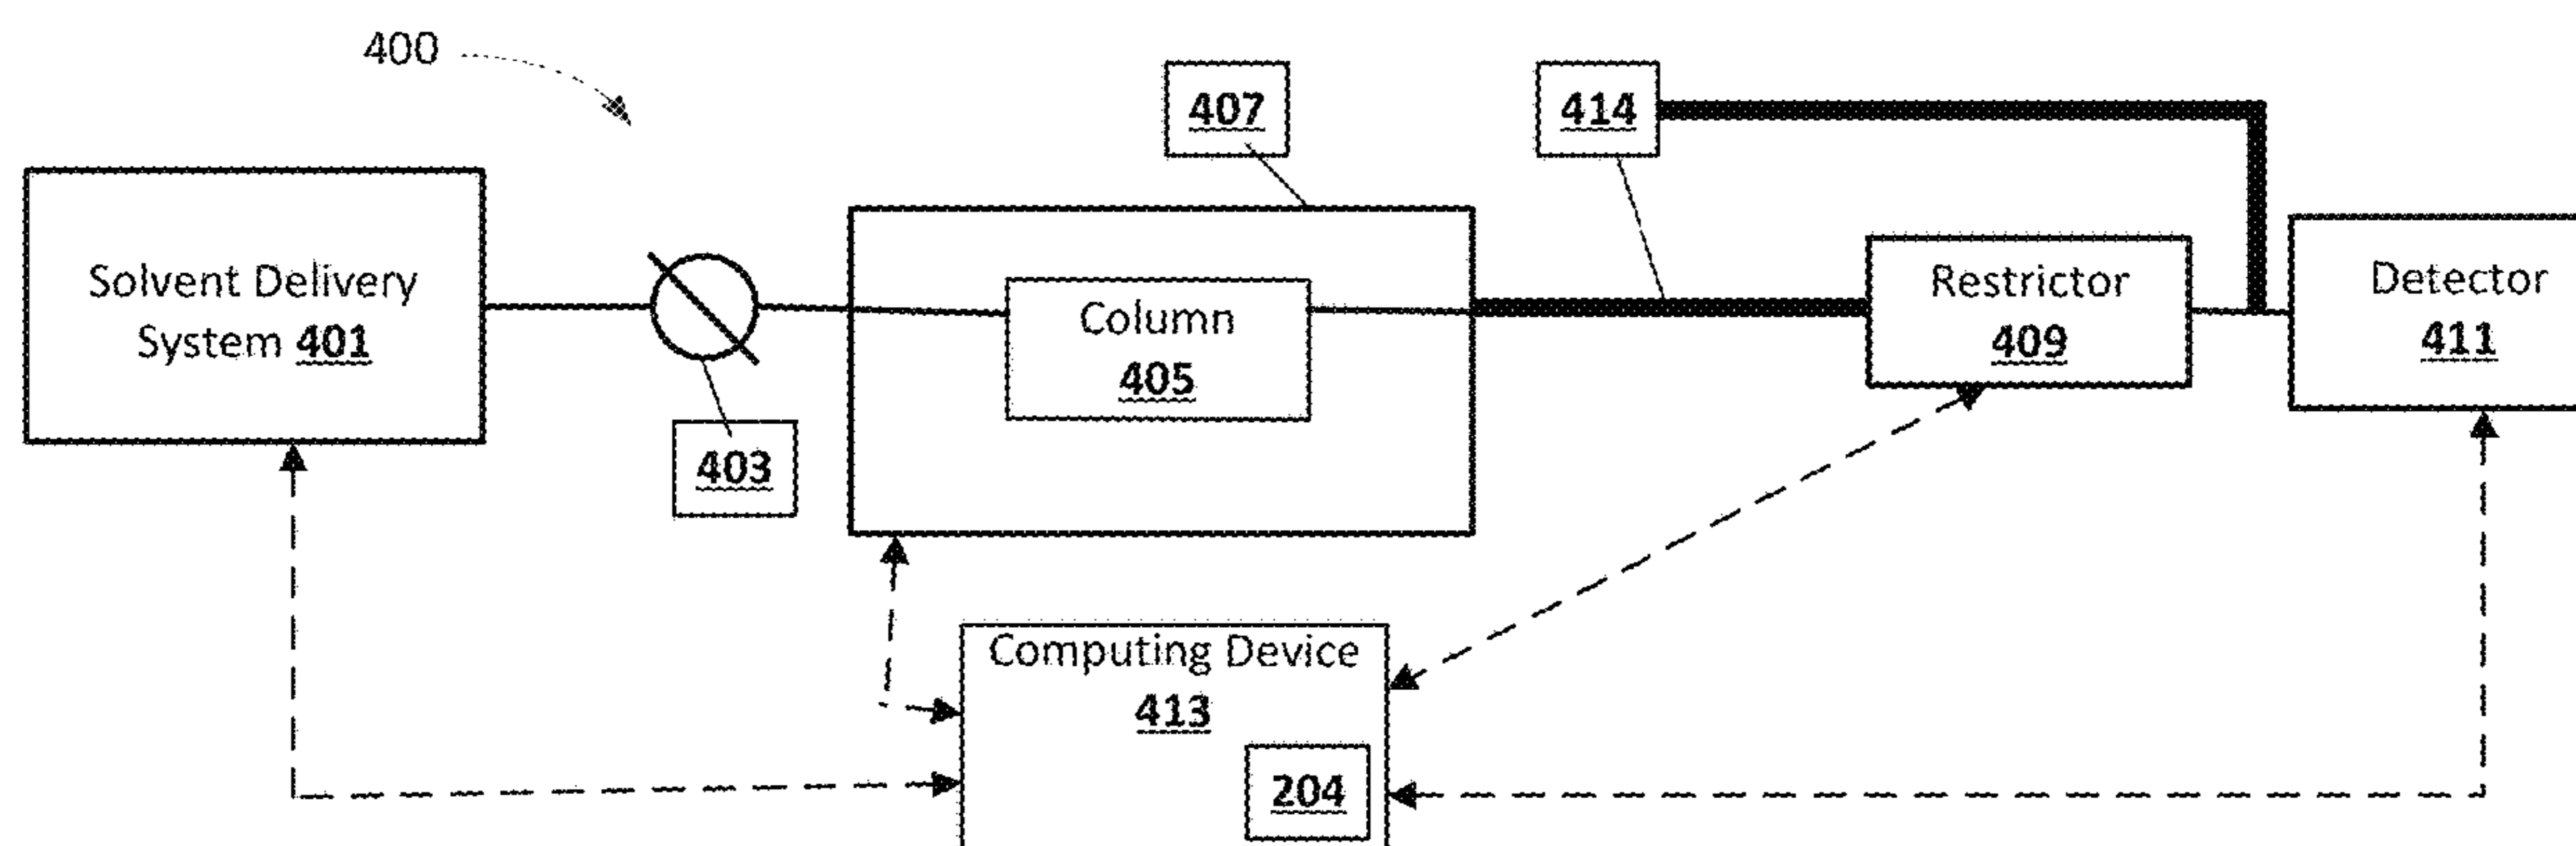 400
407
414
Solvent Delivery
System 401
Column
405
Restrictor
409
Detector
411
403
Computing Device
413
204